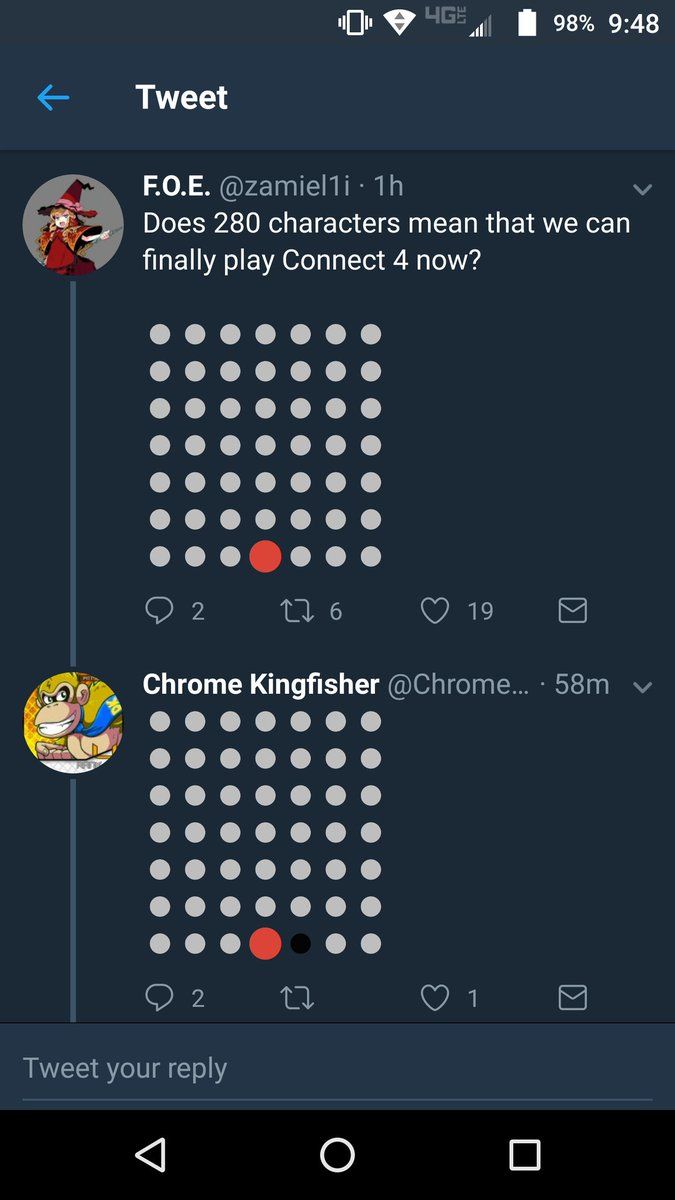 4G LTE 98% 9:48
Tweet
F.O.E. @zamiel1i · 1h
Does 280 characters mean that we can
finally play Connect 4 now?
2 6 19
Chrome Kingfisher @Chrome... · 58m
2 1
Tweet your reply